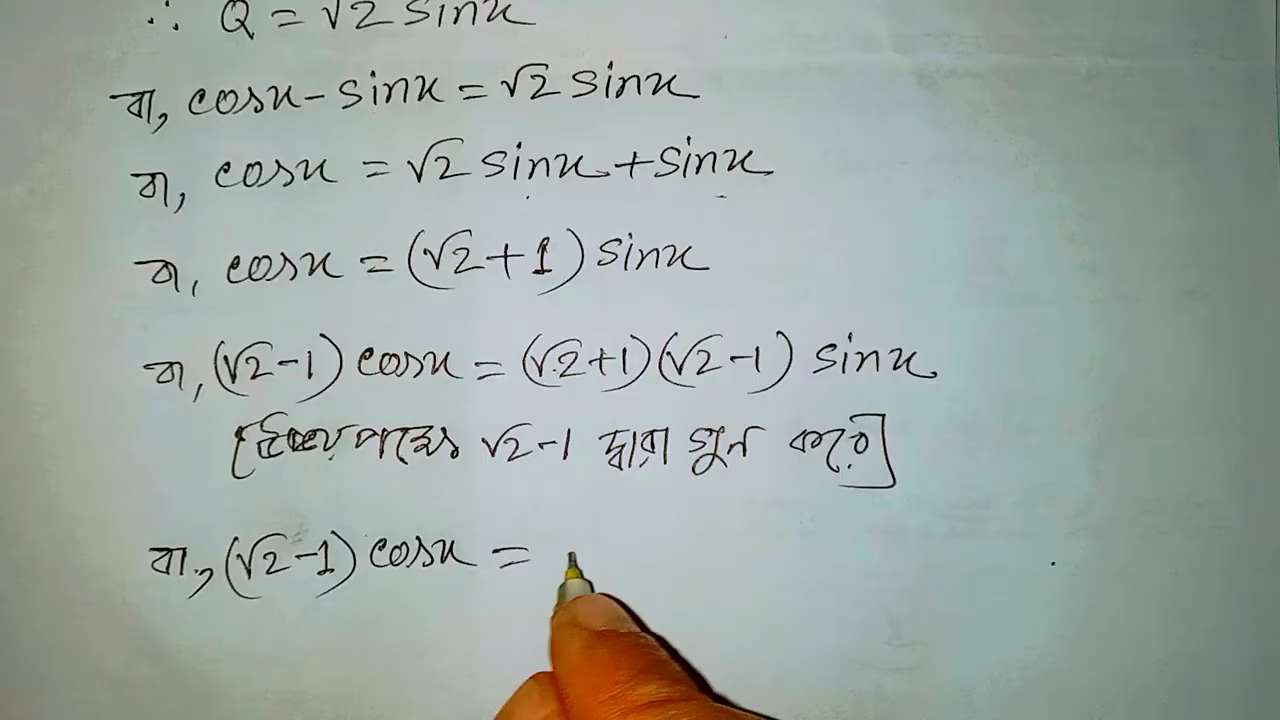 ∴ Q = √2 sinx
বা, cosx - sinx = √2 sinx
বা, cosx = √2 sinx + sinx
বা, cosx = (√2 + 1) sinx
বা, (√2 - 1) cosx = (√2 + 1)(√2 - 1) sinx
[উভয় পক্ষকে √2 - 1 দ্বারা গুন করে]
বা, (√2 - 1) cosx =